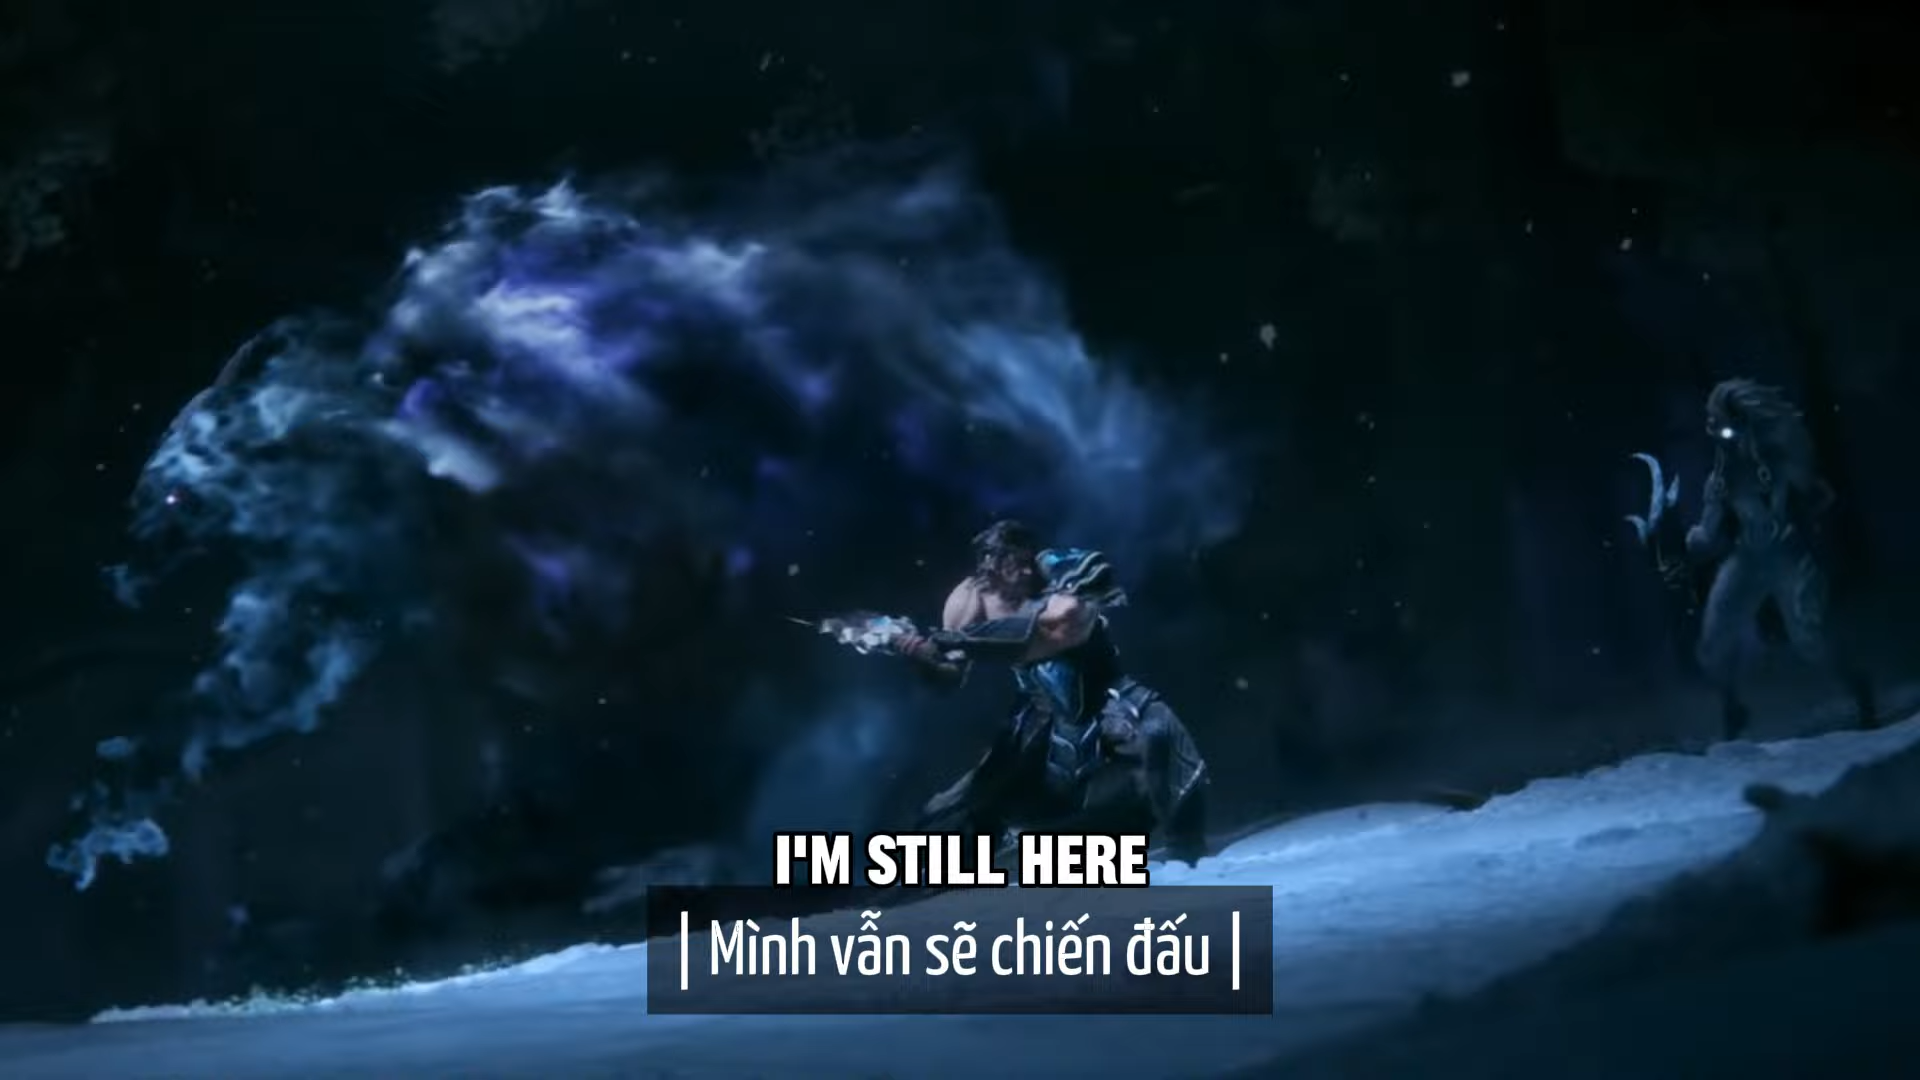 I'M STILL HERE
| Mình vẫn sẽ chiến đấu |